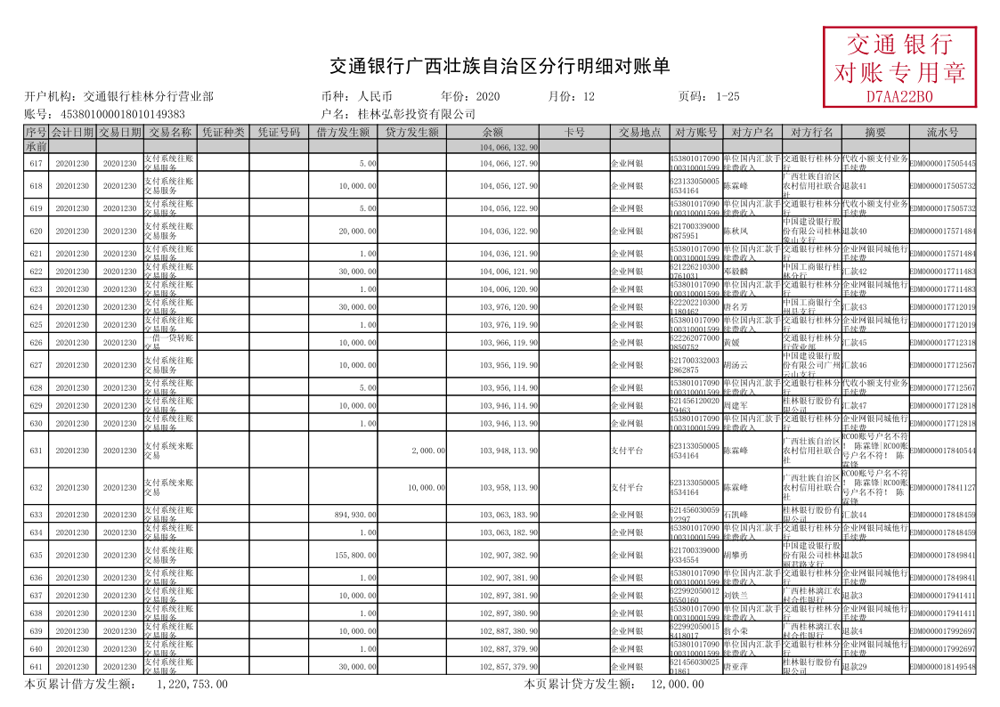 交通银行
对账专用章
D7AA22B0
交通银行广西壮族自治区分行明细对账单
开户机构：交通银行桂林分行营业部 币种：人民币 年份：2020 月份：12 页码：1-25
账号：453801000018010149383 户名：桂林弘彰投资有限公司
序号 会计日期 交易日期 交易名称 凭证种类 凭证号码 借方发生额 贷方发生额 余额 卡号 交易地点 对方账号 对方户名 对方行名 摘要 流水号
承前 104,066,132.90
617 20201230 20201230 支付系统往账交易服务 5.00 104,066,127.90 企业网银 453801017090100310001599 单位国内汇款手续费收入 交通银行桂林分行 代收小额支付业务手续费 EDM0000017505445
618 20201230 20201230 支付系统往账交易服务 10,000.00 104,056,127.90 企业网银 6231330500054534164 陈霖峰 广西壮族自治区农村信用社联合社 退款41 EDM0000017505732
619 20201230 20201230 支付系统往账交易服务 5.00 104,056,122.90 企业网银 453801017090100310001599 单位国内汇款手续费收入 交通银行桂林分行 代收小额支付业务手续费 EDM0000017505732
620 20201230 20201230 支付系统往账交易服务 20,000.00 104,036,122.90 企业网银 6217003390000875951 陈秋凤 中国建设银行股份有限公司桂林象山支行 退款40 EDM0000017571484
621 20201230 20201230 支付系统往账交易服务 1.00 104,036,121.90 企业网银 453801017090100310001599 单位国内汇款手续费收入 交通银行桂林分行 企业网银同城他行手续费 EDM0000017571484
622 20201230 20201230 支付系统往账交易服务 30,000.00 104,006,121.90 企业网银 6212262103000761031 邓毅麟 中国工商银行桂林分行 汇款42 EDM0000017711483
623 20201230 20201230 支付系统往账交易服务 1.00 104,006,120.90 企业网银 453801017090100310001599 单位国内汇款手续费收入 交通银行桂林分行 企业网银同城他行手续费 EDM0000017711483
624 20201230 20201230 支付系统往账交易服务 30,000.00 103,976,120.90 企业网银 6222022103001180462 唐名芳 中国工商银行全州县支行 汇款43 EDM0000017712019
625 20201230 20201230 支付系统往账交易服务 1.00 103,976,119.90 企业网银 453801017090100310001599 单位国内汇款手续费收入 交通银行桂林分行 企业网银同城他行手续费 EDM0000017712019
626 20201230 20201230 一借一贷转账交易 10,000.00 103,966,119.90 企业网银 6222620770000850752 黄媛 交通银行桂林分行营业部 汇款45 EDM0000017712318
627 20201230 20201230 支付系统往账交易服务 10,000.00 103,956,119.90 企业网银 6217003320032862875 胡汤云 中国建设银行股份有限公司广州云山支行 汇款46 EDM0000017712567
628 20201230 20201230 支付系统往账交易服务 5.00 103,956,114.90 企业网银 453801017090100310001599 单位国内汇款手续费收入 交通银行桂林分行 代收小额支付业务手续费 EDM0000017712567
629 20201230 20201230 支付系统往账交易服务 10,000.00 103,946,114.90 企业网银 62145612002079463 周建军 桂林银行股份有限公司 汇款47 EDM0000017712818
630 20201230 20201230 支付系统往账交易服务 1.00 103,946,113.90 企业网银 453801017090100310001599 单位国内汇款手续费收入 交通银行桂林分行 企业网银同城他行手续费 EDM0000017712818
631 20201230 20201230 支付系统来账交易 2,000.00 103,948,113.90 支付平台 6231330500054534164 陈霖峰 广西壮族自治区农村信用社联合社 RC00账号户名不符！ 陈霖锋|RC00账号户名不符！ 陈霖锋 EDM0000017840544
632 20201230 20201230 支付系统来账交易 10,000.00 103,958,113.90 支付平台 6231330500054534164 陈霖峰 广西壮族自治区农村信用社联合社 RC00账号户名不符！ 陈霖锋|RC00账号户名不符！ 陈霖锋 EDM0000017841127
633 20201230 20201230 支付系统往账交易服务 894,930.00 103,063,183.90 企业网银 62145603005912297 石凯峰 桂林银行股份有限公司 汇款44 EDM0000017848459
634 20201230 20201230 支付系统往账交易服务 1.00 103,063,182.90 企业网银 453801017090100310001599 单位国内汇款手续费收入 交通银行桂林分行 企业网银同城他行手续费 EDM0000017848459
635 20201230 20201230 支付系统往账交易服务 155,800.00 102,907,382.90 企业网银 6217003390009334554 胡攀勇 中国建设银行股份有限公司桂林丽君路支行 退款5 EDM0000017849841
636 20201230 20201230 支付系统往账交易服务 1.00 102,907,381.90 企业网银 453801017090100310001599 单位国内汇款手续费收入 交通银行桂林分行 企业网银同城他行手续费 EDM0000017849841
637 20201230 20201230 支付系统往账交易服务 10,000.00 102,897,381.90 企业网银 6229920500120550160 刘铁兰 广西桂林漓江农村合作银行 退款3 EDM0000017941411
638 20201230 20201230 支付系统往账交易服务 1.00 102,897,380.90 企业网银 453801017090100310001599 单位国内汇款手续费收入 交通银行桂林分行 企业网银同城他行手续费 EDM0000017941411
639 20201230 20201230 支付系统往账交易服务 10,000.00 102,887,380.90 企业网银 6229920500158418017 翁小荣 广西桂林漓江农村合作银行 退款4 EDM0000017992697
640 20201230 20201230 支付系统往账交易服务 1.00 102,887,379.90 企业网银 453801017090100310001599 单位国内汇款手续费收入 交通银行桂林分行 企业网银同城他行手续费 EDM0000017992697
641 20201230 20201230 支付系统往账交易服务 30,000.00 102,857,379.90 企业网银 62145603002501861 唐亚萍 桂林银行股份有限公司 退款29 EDM0000018149548
本页累计借方发生额： 1,220,753.00 本页累计贷方发生额： 12,000.00